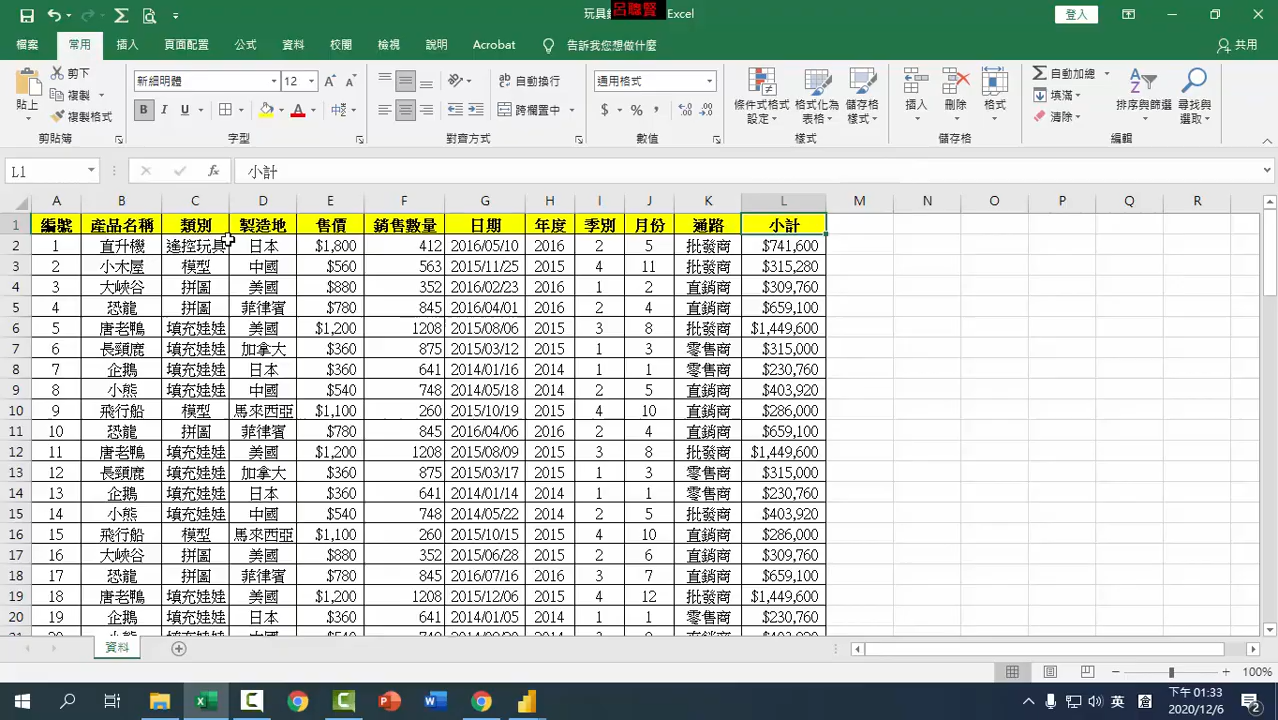 玩具 呂聰賢 Excel 登入
檔案 常用 插入 頁面配置 公式 資料 校閱 檢視 說明 Acrobat 告訴我您想做什麼 共用
貼上 剪下 複製 複製格式 新細明體 12 B I U 自動換行 跨欄置中 通用格式 $ % 條件式格式設定 格式化為表格 儲存格樣式 插入 刪除 格式 自動加總 填滿 清除 排序與篩選 尋找與選取
剪貼簿 字型 對齊方式 數值 樣式 儲存格 編輯
L1 fx 小計
A B C D E F G H I J K L M N O P Q R
1 編號 產品名稱 類別 製造地 售價 銷售數量 日期 年度 季別 月份 通路 小計
2 1 直升機 遙控玩具 日本 $1,800 412 2016/05/10 2016 2 5 批發商 $741,600
3 2 小木屋 模型 中國 $560 563 2015/11/25 2015 4 11 批發商 $315,280
4 3 大峽谷 拼圖 美國 $880 352 2016/02/23 2016 1 2 直銷商 $309,760
5 4 恐龍 拼圖 菲律賓 $780 845 2016/04/01 2016 2 4 直銷商 $659,100
6 5 唐老鴨 填充娃娃 美國 $1,200 1208 2015/08/06 2015 3 8 批發商 $1,449,600
7 6 長頸鹿 填充娃娃 加拿大 $360 875 2015/03/12 2015 1 3 零售商 $315,000
8 7 企鵝 填充娃娃 日本 $360 641 2014/01/16 2014 1 1 零售商 $230,760
9 8 小熊 填充娃娃 中國 $540 748 2014/05/18 2014 2 5 直銷商 $403,920
10 9 飛行船 模型 馬來西亞 $1,100 260 2015/10/19 2015 4 10 直銷商 $286,000
11 10 恐龍 拼圖 菲律賓 $780 845 2016/04/06 2016 2 4 直銷商 $659,100
12 11 唐老鴨 填充娃娃 美國 $1,200 1208 2015/08/09 2015 3 8 批發商 $1,449,600
13 12 長頸鹿 填充娃娃 加拿大 $360 875 2015/03/17 2015 1 3 零售商 $315,000
14 13 企鵝 填充娃娃 日本 $360 641 2014/01/14 2014 1 1 零售商 $230,760
15 14 小熊 填充娃娃 中國 $540 748 2014/05/22 2014 2 5 批發商 $403,920
16 15 飛行船 模型 馬來西亞 $1,100 260 2015/10/15 2015 4 10 直銷商 $286,000
17 16 大峽谷 拼圖 美國 $880 352 2015/06/28 2015 2 6 直銷商 $309,760
18 17 恐龍 拼圖 菲律賓 $780 845 2016/07/16 2016 3 7 直銷商 $659,100
19 18 唐老鴨 填充娃娃 美國 $1,200 1208 2015/12/06 2015 4 12 批發商 $1,449,600
20 19 企鵝 填充娃娃 日本 $360 641 2014/01/05 2014 1 1 零售商 $230,760
資料
100%
英 下午 01:33
2020/12/6